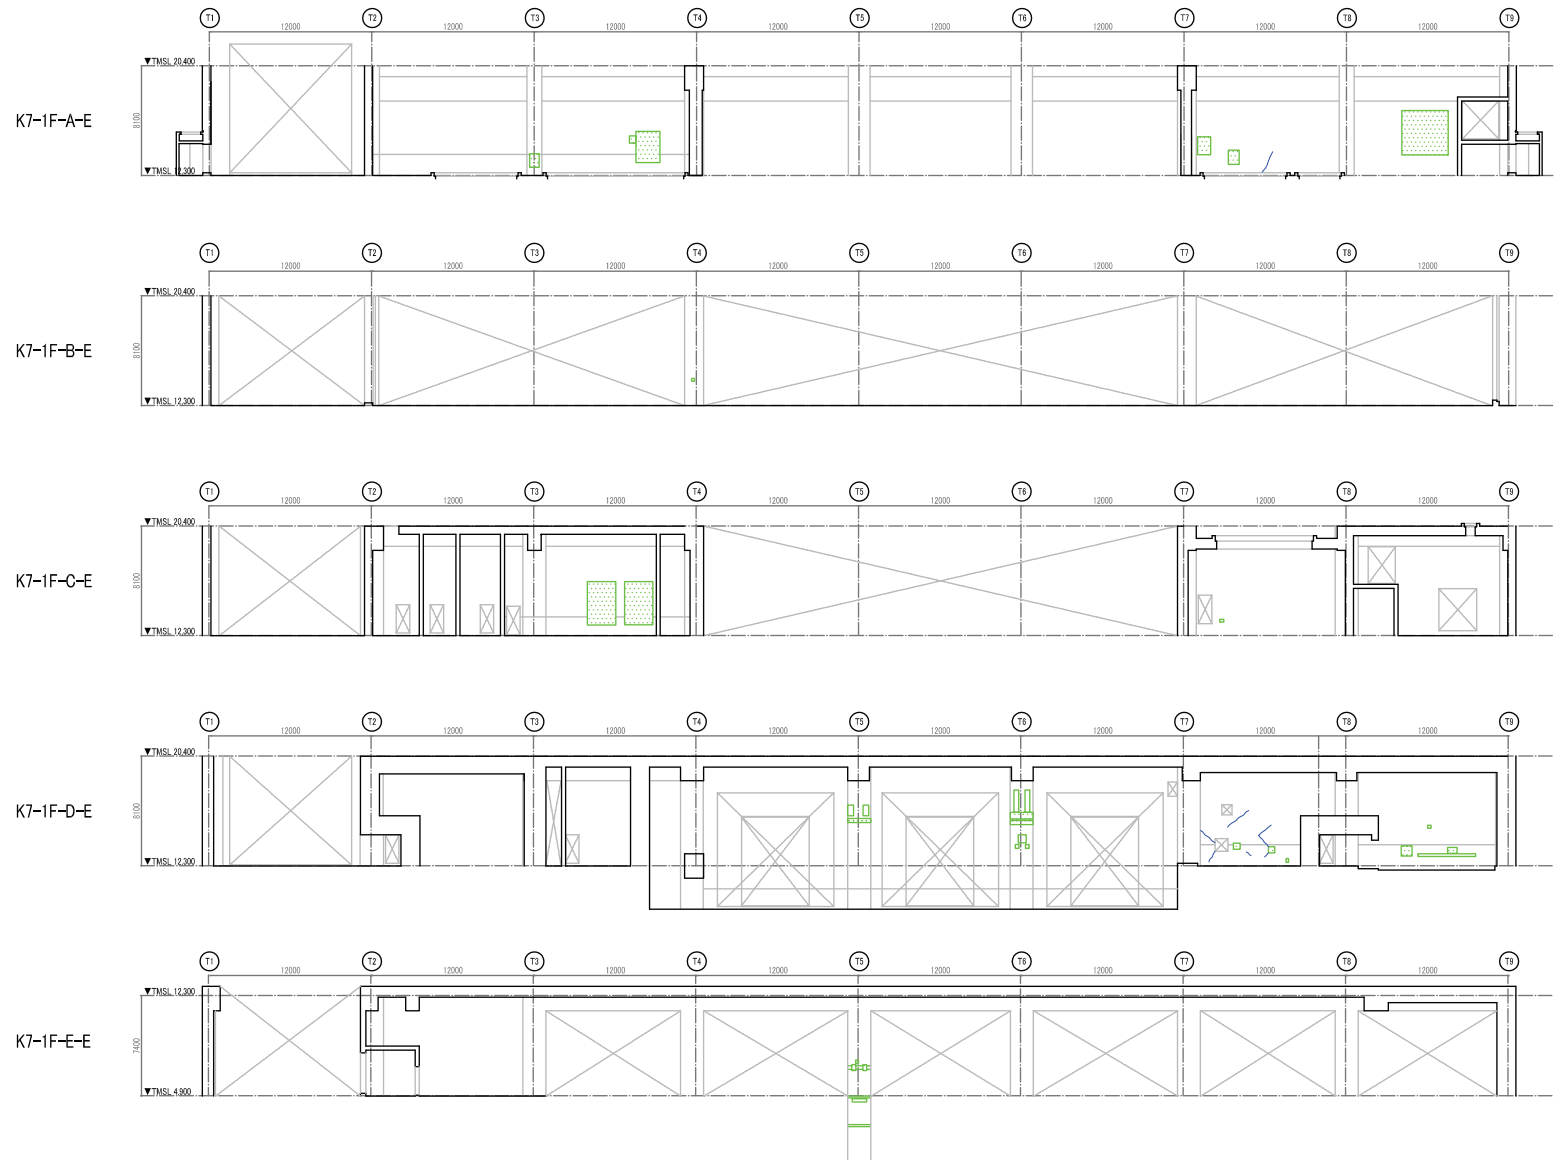 T1 T2 T3 T4 T5 T6 T7 T8 T9
12000 12000 12000 12000 12000 12000 12000 12000
▼TMSL 20,400
K7-1F-A-E
8100
▼TMSL 12,300
T1 T2 T3 T4 T5 T6 T7 T8 T9
12000 12000 12000 12000 12000 12000 12000 12000
▼TMSL 20,400
K7-1F-B-E
8100
▼TMSL 12,300
T1 T2 T3 T4 T5 T6 T7 T8 T9
12000 12000 12000 12000 12000 12000 12000 12000
▼TMSL 20,400
K7-1F-C-E
8100
▼TMSL 12,300
T1 T2 T3 T4 T5 T6 T7 T8 T9
12000 12000 12000 12000 12000 12000 12000 12000
▼TMSL 20,400
K7-1F-D-E
8100
▼TMSL 12,300
T1 T2 T3 T4 T5 T6 T7 T8 T9
12000 12000 12000 12000 12000 12000 12000 12000
▼TMSL 12,300
K7-1F-E-E
7400
▼TMSL 4,900